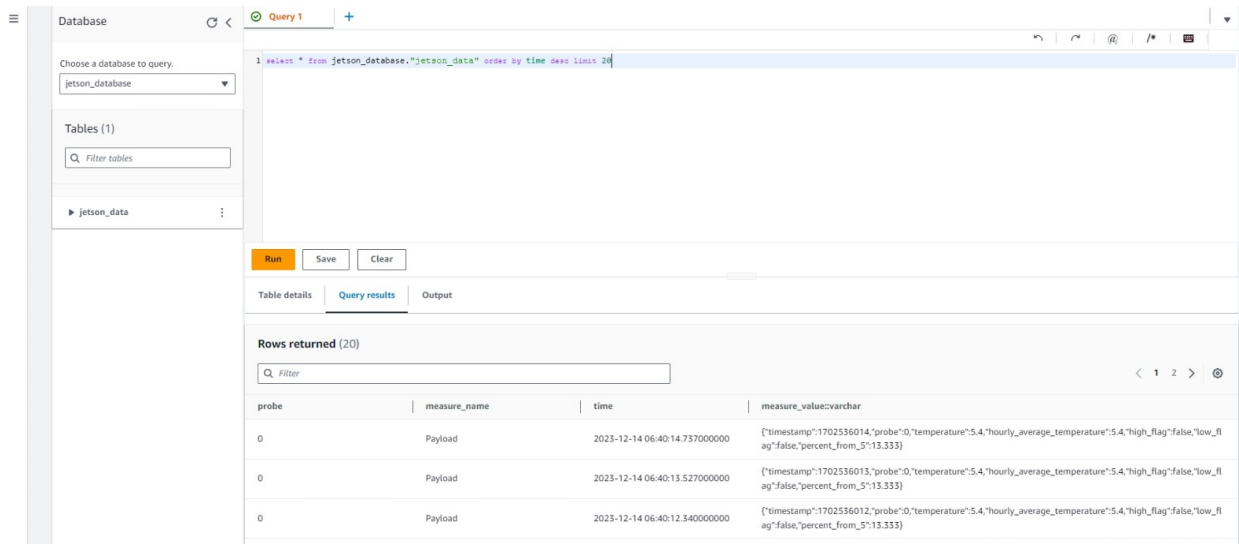 Database
Query 1
Choose a database to query.
jetson_database
Tables (1)
Filter tables
jetson_data
@
/*
1 select * from jetson_database."jetson_data" order by time desc limit 20
Run Save Clear
Table details Query results Output
Rows returned (20)
Filter
1 2
probe measure_name time measure_value::varchar
0 Payload 2023-12-14 06:40:14.737000000 {"timestamp":1702536014,"probe":0,"temperature":5.4,"hourly_average_temperature":5.4,"high_flag":false,"low_fl
ag":false,"percent_from_5":13.333}
0 Payload 2023-12-14 06:40:13.527000000 {"timestamp":1702536013,"probe":0,"temperature":5.4,"hourly_average_temperature":5.4,"high_flag":false,"low_fl
ag":false,"percent_from_5":13.333}
0 Payload 2023-12-14 06:40:12.340000000 {"timestamp":1702536012,"probe":0,"temperature":5.4,"hourly_average_temperature":5.4,"high_flag":false,"low_fl
ag":false,"percent_from_5":13.333}